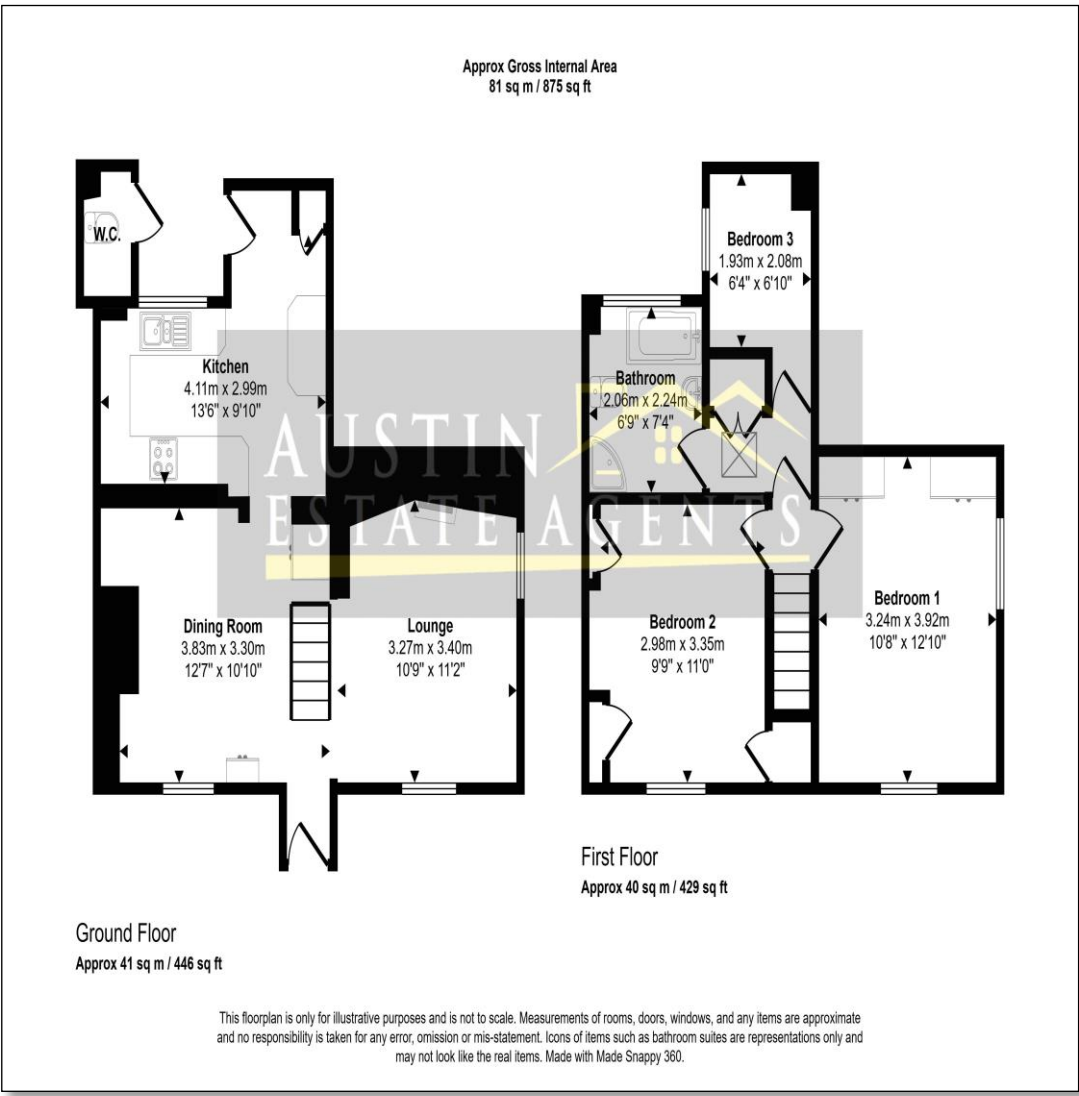 Approx Gross Internal Area
81 sq m / 875 sq ft
W.C.
Kitchen
4.11m x 2.99m
13'6" x 9'10"
Dining Room
3.83m x 3.30m
12'7" x 10'10"
Lounge
3.27m x 3.40m
10'9" x 11'2"
Bedroom 3
1.93m x 2.08m
6'4" x 6'10"
Bathroom
2.06m x 2.24m
6'9" x 7'4"
Bedroom 2
2.98m x 3.35m
9'9" x 11'0"
Bedroom 1
3.24m x 3.92m
10'8" x 12'10"
AUSTIN
ESTATE AGENTS
First Floor
Approx 40 sq m / 429 sq ft
Ground Floor
Approx 41 sq m / 446 sq ft
This floorplan is only for illustrative purposes and is not to scale. Measurements of rooms, doors, windows, and any items are approximate
and no responsibility is taken for any error, omission or mis-statement. Icons of items such as bathroom suites are representations only and
may not look like the real items. Made with Made Snappy 360.